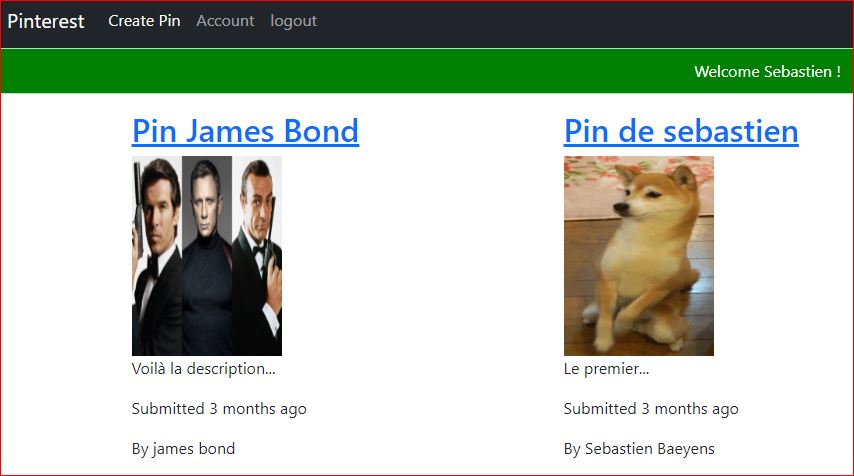 Pinterest Create Pin Account logout
Welcome Sebastien !
Pin James Bond
Voilà la description...
Submitted 3 months ago
By james bond
Pin de sebastien
Le premier...
Submitted 3 months ago
By Sebastien Baeyens